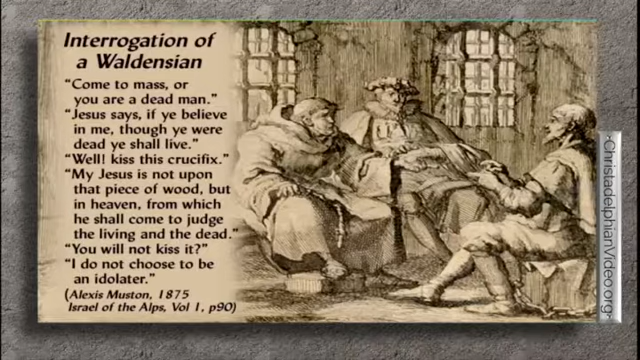 Interrogation of
a Waldensian
“Come to mass, or
you are a dead man.”
“Jesus says, if ye believe
in me, though ye were
dead ye shall live.”
“Well! kiss this crucifix.”
“My Jesus is not upon
that piece of wood, but
in heaven, from which
he shall come to judge
the living and the dead.”
“You will not kiss it?”
“I do not choose to be
an idolater.”
(Alexis Muston, 1875
Israel of the Alps, Vol 1, p90)
ChristadelphianVideo.org